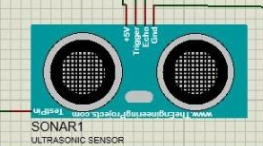 +5V
Trigger
Echo
Gnd
TestPin
www.TheEngineeringProjects.com
SONAR1
ULTRASONIC SENSOR